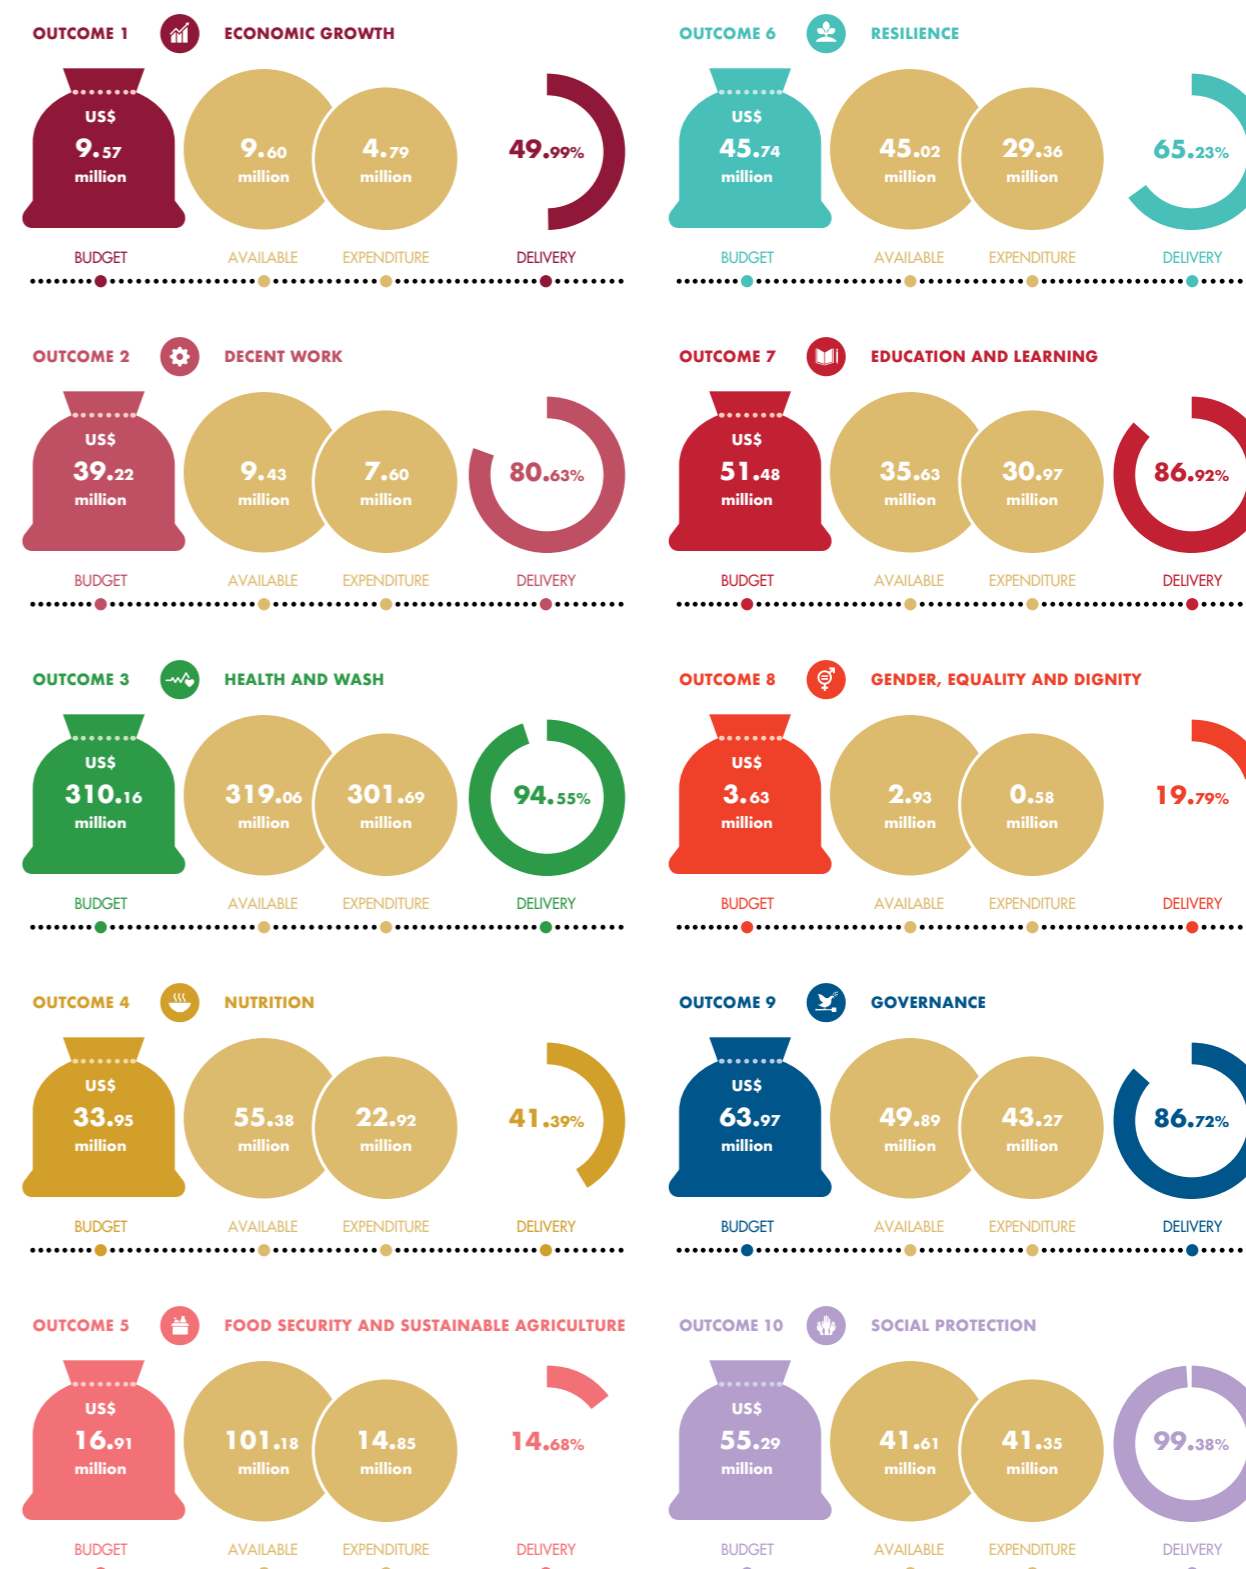 OUTCOME 1 ECONOMIC GROWTH
US$
9.57 9.60 4.79 49.99%
million million million
BUDGET AVAILABLE EXPENDITURE DELIVERY
OUTCOME 2 DECENT WORK
US$
39.22 9.43 7.60 80.63%
million million million
BUDGET AVAILABLE EXPENDITURE DELIVERY
OUTCOME 3 HEALTH AND WASH
US$
310.16 319.06 301.69 94.55%
million million million
BUDGET AVAILABLE EXPENDITURE DELIVERY
OUTCOME 4 NUTRITION
US$
33.95 55.38 22.92 41.39%
million million million
BUDGET AVAILABLE EXPENDITURE DELIVERY
OUTCOME 5 FOOD SECURITY AND SUSTAINABLE AGRICULTURE
US$
16.91 101.18 14.85 14.68%
million million million
BUDGET AVAILABLE EXPENDITURE DELIVERY
OUTCOME 6 RESILIENCE
US$
45.74 45.02 29.36 65.23%
million million million
BUDGET AVAILABLE EXPENDITURE DELIVERY
OUTCOME 7 EDUCATION AND LEARNING
US$
51.48 35.63 30.97 86.92%
million million million
BUDGET AVAILABLE EXPENDITURE DELIVERY
OUTCOME 8 GENDER, EQUALITY AND DIGNITY
US$
3.63 2.93 0.58 19.79%
million million million
BUDGET AVAILABLE EXPENDITURE DELIVERY
OUTCOME 9 GOVERNANCE
US$
63.97 49.89 43.27 86.72%
million million million
BUDGET AVAILABLE EXPENDITURE DELIVERY
OUTCOME 10 SOCIAL PROTECTION
US$
55.29 41.61 41.35 99.38%
million million million
BUDGET AVAILABLE EXPENDITURE DELIVERY